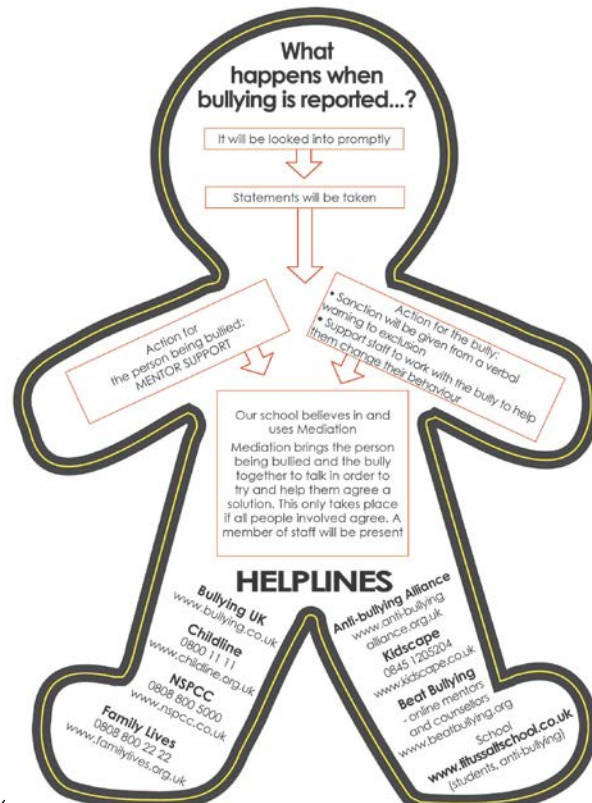 What
happens when
bullying is reported...?
It will be looked into promptly
Statements will be taken
Action for
the person being bullied:
MENTOR SUPPORT
Action for the bully:
• Sanction will be given from a verbal
warning to exclusion
• Support staff to work with the bully to help
them change their behaviour
Our school believes in and
uses Mediation
Mediation brings the person
being bullied and the bully
together to talk in order to
try and help them agree a
solution. This only takes place
if all people involved agree. A
member of staff will be present
HELPLINES
Bullying UK
www.bullying.co.uk
Childline
0800 11 11
www.childline.org.uk
NSPCC
0808 800 5000
www.nspcc.co.uk
Family Lives
0808 800 22 22
www.familylives.org.uk
Anti-bullying Alliance
www.anti-bullying
alliance.org.uk
Kidscape
0845 1205204
www.kidscape.co.uk
Beat Bullying
- online mentors
and counsellors
www.beatbullying.org
School
www.titussaltschool.co.uk
(students, anti-bullying)